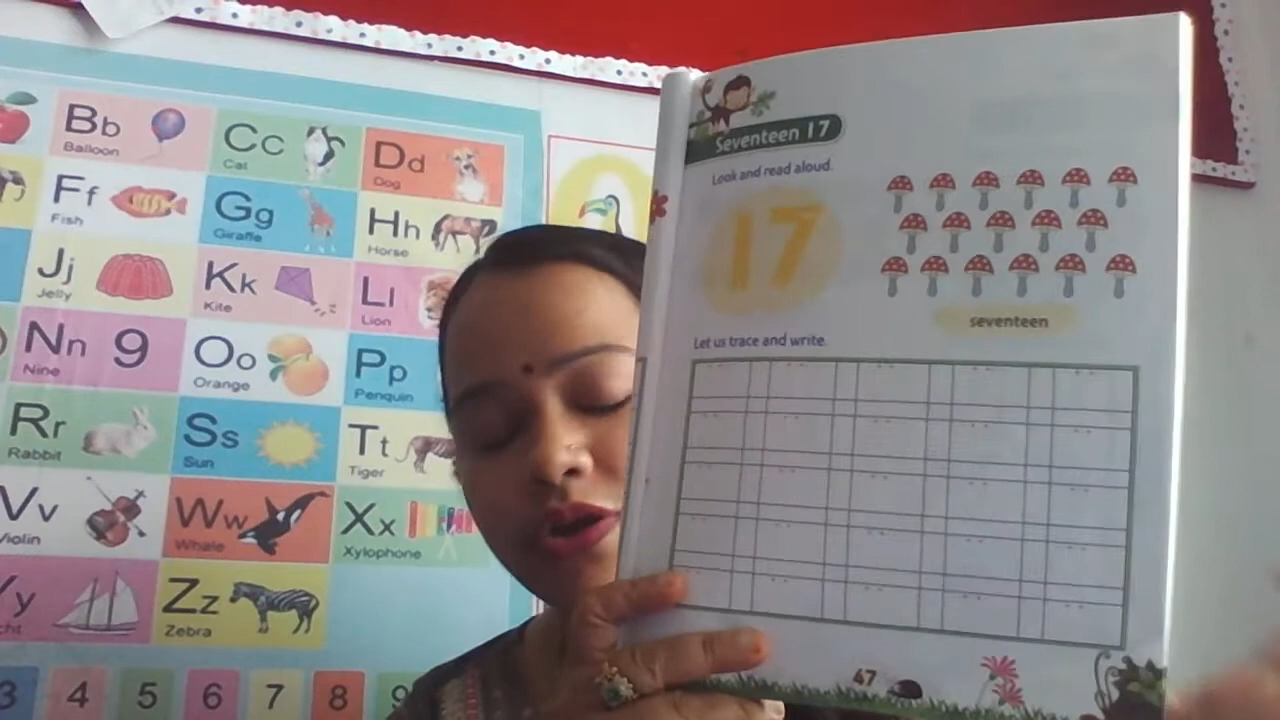 Bb
Balloon
Cc
Cat
Dd
Dog
Ff
Fish
Gg
Giraffe
Hh
Horse
Jj
Jelly
Kk
Kite
Ll
Lion
Nn 9
Nine
Oo
Orange
Pp
Penquin
Rr
Rabbit
Ss
Sun
Tt
Tiger
Vv
Violin
Ww
Whale
Xx
Xylophone
Yy
Zz
Zebra
3 4 5 6 7 8 9
Seventeen 17
Look and read aloud.
17
seventeen
Let us trace and write.
47